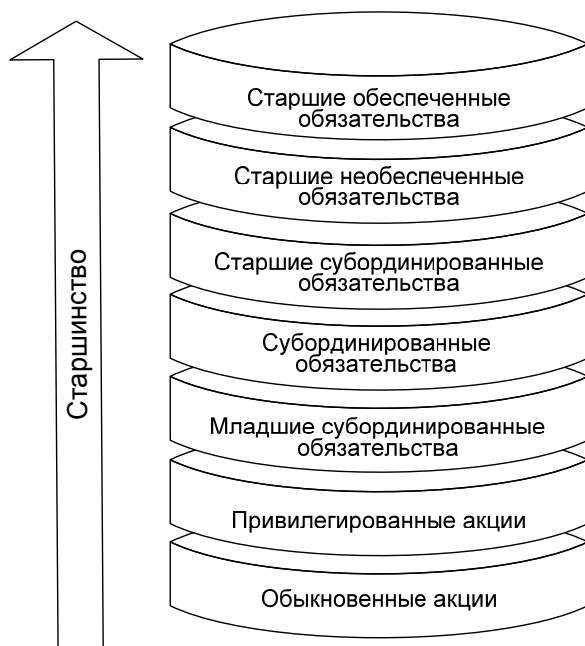 Старшинство
Старшие обеспеченные
обязательства
Старшие необеспеченные
обязательства
Старшие субординированные
обязательства
Субординированные
обязательства
Младшие субординированные
обязательства
Привилегированные акции
Обыкновенные акции